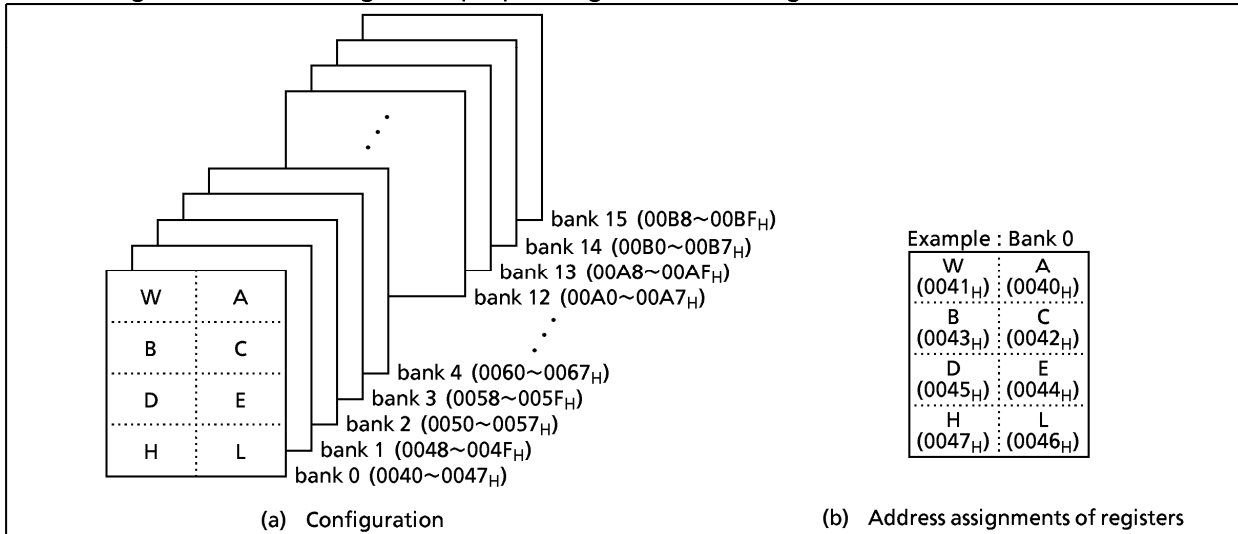 bank 15 (00B8～00BFH)
bank 14 (00B0～00B7H)
bank 13 (00A8～00AFH)
bank 12 (00A0～00A7H)
bank 4 (0060～0067H)
bank 3 (0058～005FH)
bank 2 (0050～0057H)
bank 1 (0048～004FH)
bank 0 (0040～0047H)
W A
B C
D E
H L
(a) Configuration
Example : Bank 0
W A
(0041H) (0040H)
B C
(0043H) (0042H)
D E
(0045H) (0044H)
H L
(0047H) (0046H)
(b) Address assignments of registers